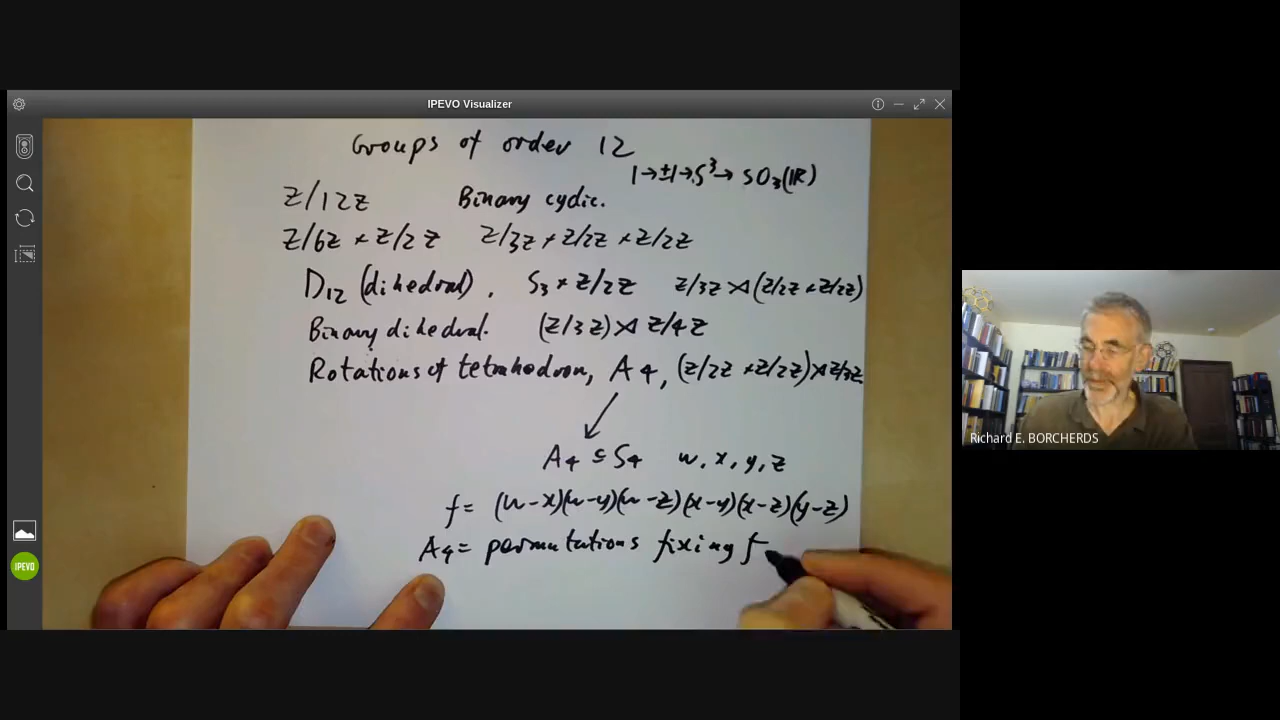 IPEVO Visualizer
Groups of order 12
1→±1→S³→SO₃(ℝ)
Z/12Z Binary cyclic.
Z/6Z × Z/2Z Z/3Z × Z/2Z × Z/2Z
D₁₂ (dihedral). S₃ × Z/2Z Z/3Z ⋊ (Z/2Z × Z/2Z)
Binary dihedral. (Z/3Z) ⋊ Z/4Z
Rotations of tetrahedron, A₄, (Z/2Z × Z/2Z) ⋊ Z/3Z
A₄ ⊆ S₄ w, x, y, z
f = (w-x)(w-y)(w-z)(x-y)(x-z)(y-z)
A₄ = permutations fixing f
IPEVO
Richard E. BORCHERDS